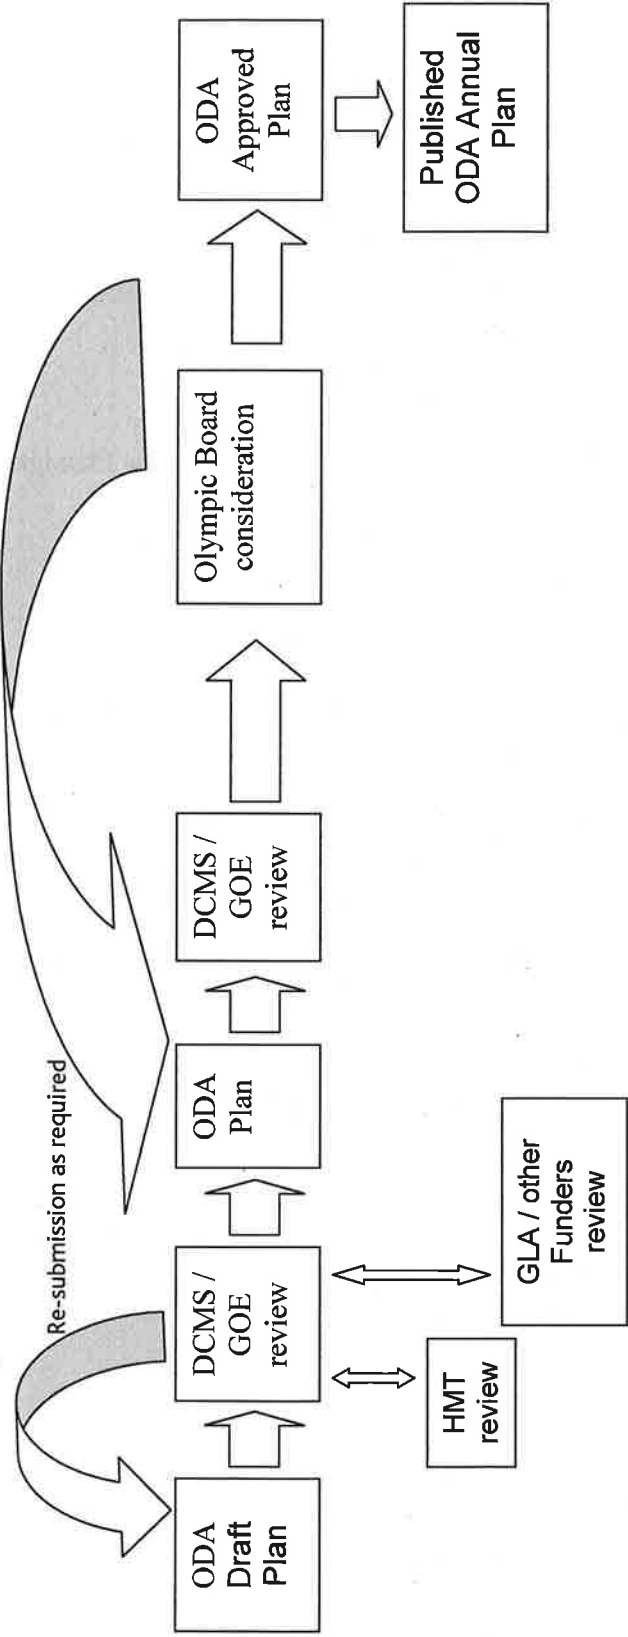 Re-submission as required
ODA
Draft
Plan
DCMS /
GOE
review
HMT
review
GLA / other
Funders
review
ODA
Plan
DCMS /
GOE
review
Olympic Board
consideration
ODA
Approved
Plan
Published
ODA Annual
Plan